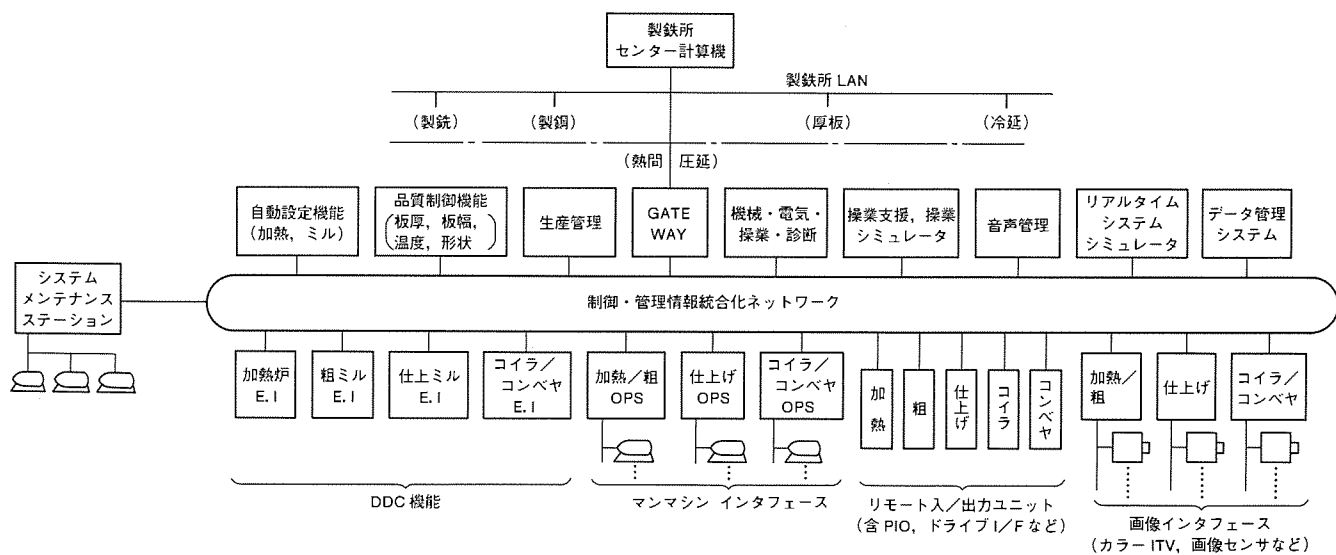 製鉄所
センター計算機
製鉄所 LAN
(製銑)
(製鋼)
(厚板)
(冷延)
(熱間 圧延)
自動設定機能
(加熱, ミル)
品質制御機能
(板厚, 板幅,
温度, 形状)
生産管理
GATE
WAY
機械・電気・
操業・診断
操業支援, 操業
シミュレータ
音声管理
リアルタイム
システム
シミュレータ
データ管理
システム
システム
メンテナンス
ステーション
制御・管理情報統合化ネットワーク
加熱炉
E.I
粗ミル
E.I
仕上ミル
E.I
コイラ/
コンベヤ
E.I
加熱/粗
OPS
仕上げ
OPS
コイラ/
コンベヤ
OPS
加熱
粗
仕上げ
コイラ
コンベヤ
加熱/
粗
仕上げ
コイラ/
コンベヤ
DDC 機能
マンマシン インタフェース
リモート入/出力ユニット
(含 PIO, ドライブ I/F など)
画像インタフェース
(カラー ITV, 画像センサなど)